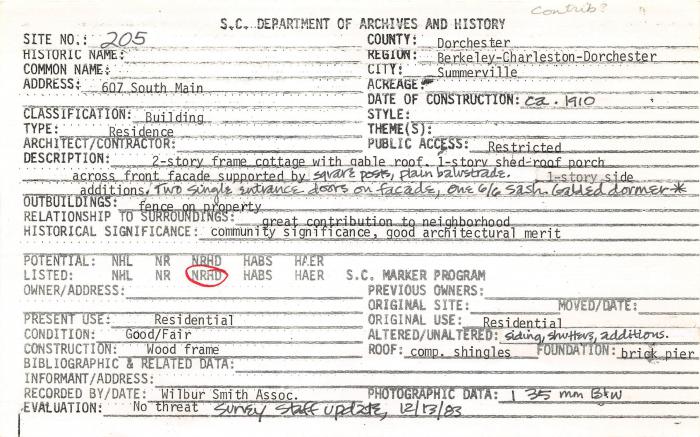 contrib?
S.C. DEPARTMENT OF ARCHIVES AND HISTORY
SITE NO.: 205 COUNTY: Dorchester
HISTORIC NAME: REGION: Berkeley-Charleston-Dorchester
COMMON NAME: CITY: Summerville
ADDRESS: 607 South Main ACREAGE:
DATE OF CONSTRUCTION: ca. 1910
CLASSIFICATION: Building STYLE:
TYPE: Residence THEME(S):
ARCHITECT/CONTRACTOR: PUBLIC ACCESS: Restricted
DESCRIPTION: 2-story frame cottage with gable roof. 1-story shed-roof porch
across front facade supported by square posts, plain balustrade. 1-story side
additions. Two single entrance doors on facade, one 6/6 sash. Gabled dormer *
OUTBUILDINGS: fence on property
RELATIONSHIP TO SURROUNDINGS: great contribution to neighborhood
HISTORICAL SIGNIFICANCE: community significance, good architectural merit
POTENTIAL: NHL NR NRHD HABS HAER
LISTED: NHL NR NRHD HABS HAER S.C. MARKER PROGRAM
OWNER/ADDRESS: PREVIOUS OWNERS:
ORIGINAL SITE: MOVED/DATE:
PRESENT USE: Residential ORIGINAL USE: Residential
CONDITION: Good/Fair ALTERED/UNALTERED: siding, shutters, additions.
CONSTRUCTION: Wood frame ROOF: comp. shingles FOUNDATION: brick pier
BIBLIOGRAPHIC & RELATED DATA:
INFORMANT/ADDRESS:
RECORDED BY/DATE: Wilbur Smith Assoc. PHOTOGRAPHIC DATA: 1 35 mm B&W
EVALUATION: No threat Survey staff update, 12/13/83